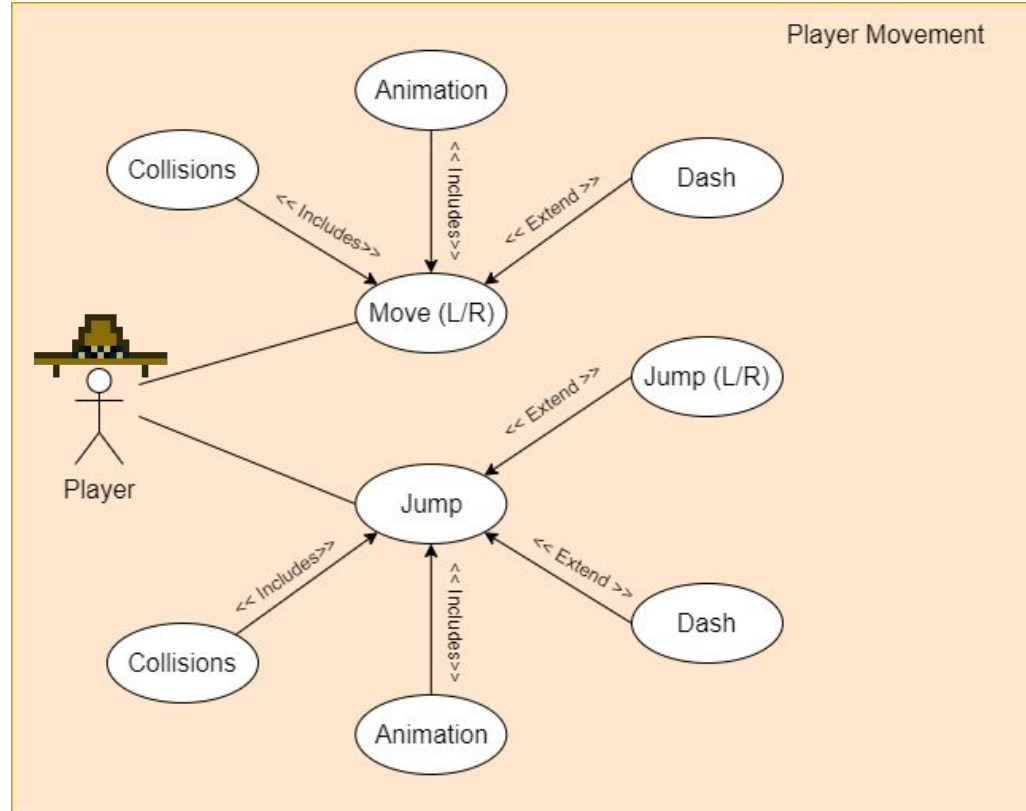 Player Movement
Animation
Collisions
<< Includes>>
<< Includes>>
<< Extend >>
Dash
Move (L/R)
Jump (L/R)
<< Extend >>
Player
Jump
<< Includes>>
<< Includes>>
<< Extend >>
Dash
Collisions
Animation